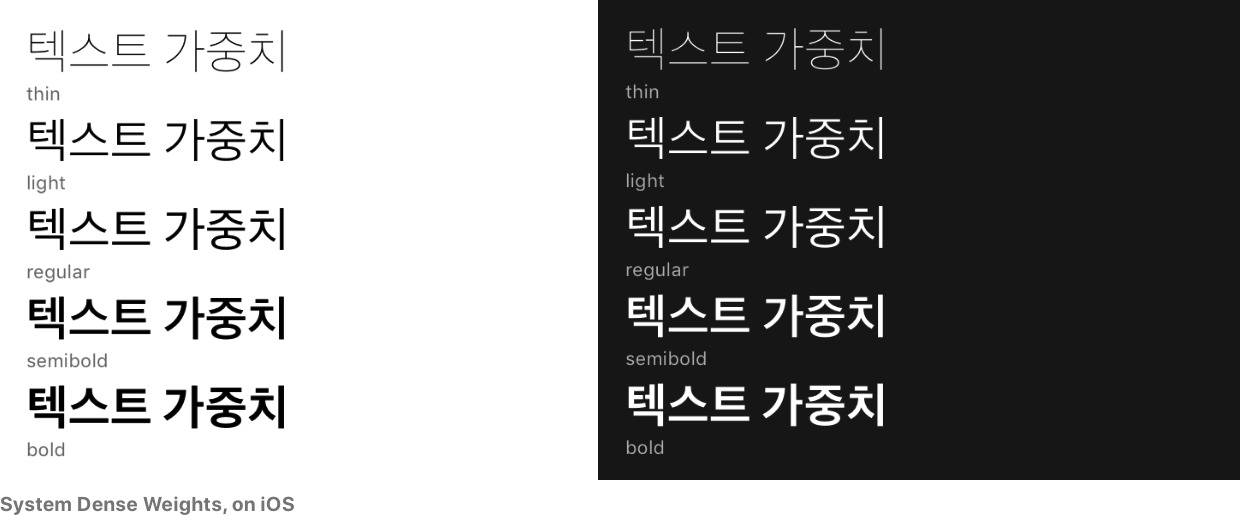 텍스트 가중치
thin
텍스트 가중치
light
텍스트 가중치
regular
텍스트 가중치
semibold
텍스트 가중치
bold
텍스트 가중치
thin
텍스트 가중치
light
텍스트 가중치
regular
텍스트 가중치
semibold
텍스트 가중치
bold
System Dense Weights, on iOS